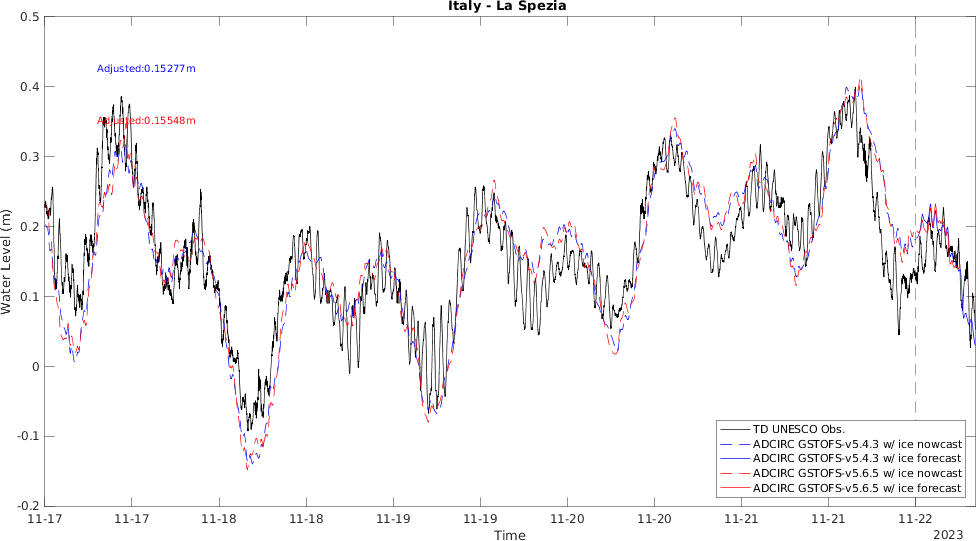 Italy - La Spezia
0.5
Adjusted:0.15277m
0.4
Adjusted:0.15548m
0.3
0.2
0.1
0
-0.1
-0.2
Water Level (m)
TD UNESCO Obs.
ADCIRC GSTOFS-v5.4.3 w/ ice nowcast
ADCIRC GSTOFS-v5.4.3 w/ ice forecast
ADCIRC GSTOFS-v5.6.5 w/ ice nowcast
ADCIRC GSTOFS-v5.6.5 w/ ice forecast
11-17 11-17 11-18 11-18 11-19 11-19 11-20 11-20 11-21 11-21 11-22
Time
2023